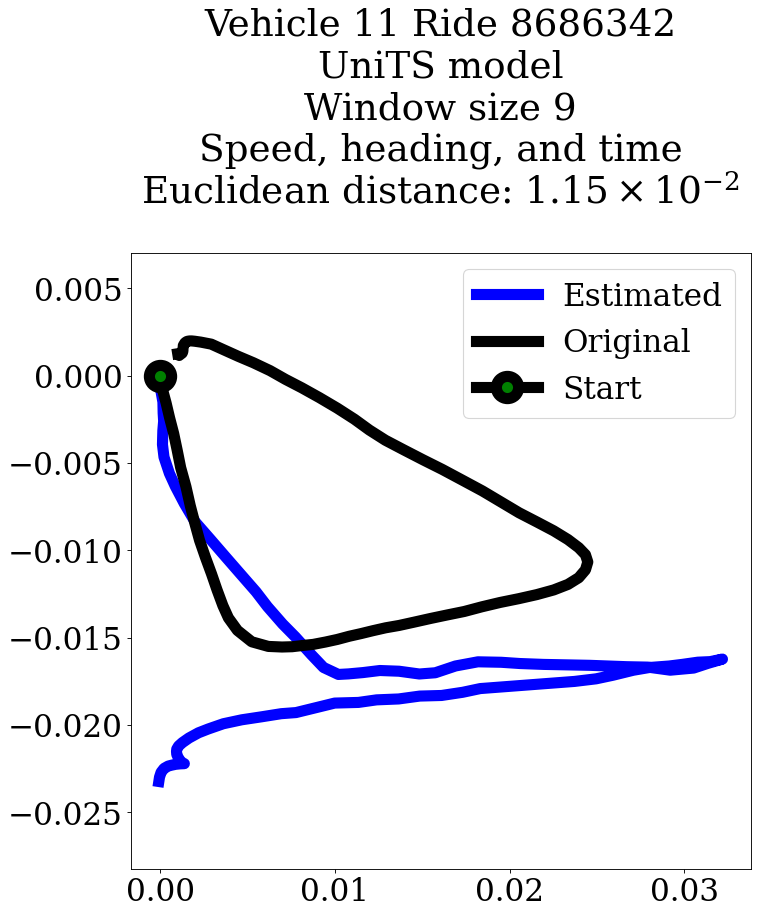 Vehicle 11 Ride 8686342
UniTS model
Window size 9
Speed, heading, and time
Euclidean distance: 1.15 × 10⁻²
Estimated
Original
Start
0.005
0.000
−0.005
−0.010
−0.015
−0.020
−0.025
0.00 0.01 0.02 0.03